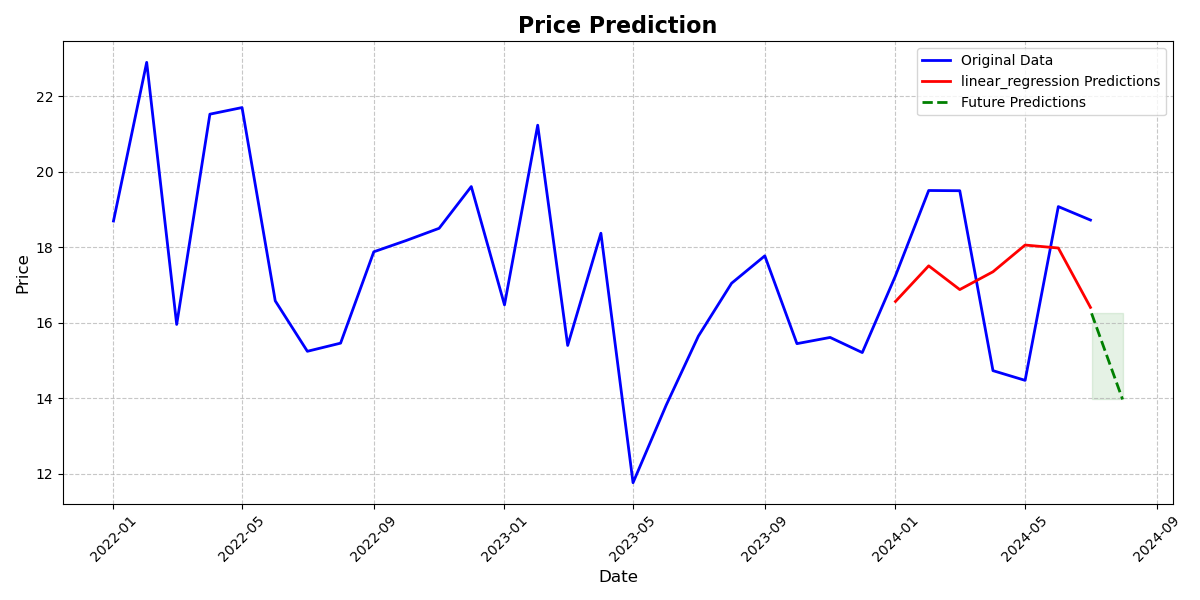 Price Prediction
Original Data
linear_regression Predictions
Future Predictions
Price
22
20
18
16
14
12
2022-01
2022-05
2022-09
2023-01
2023-05
2023-09
2024-01
2024-05
2024-09
Date